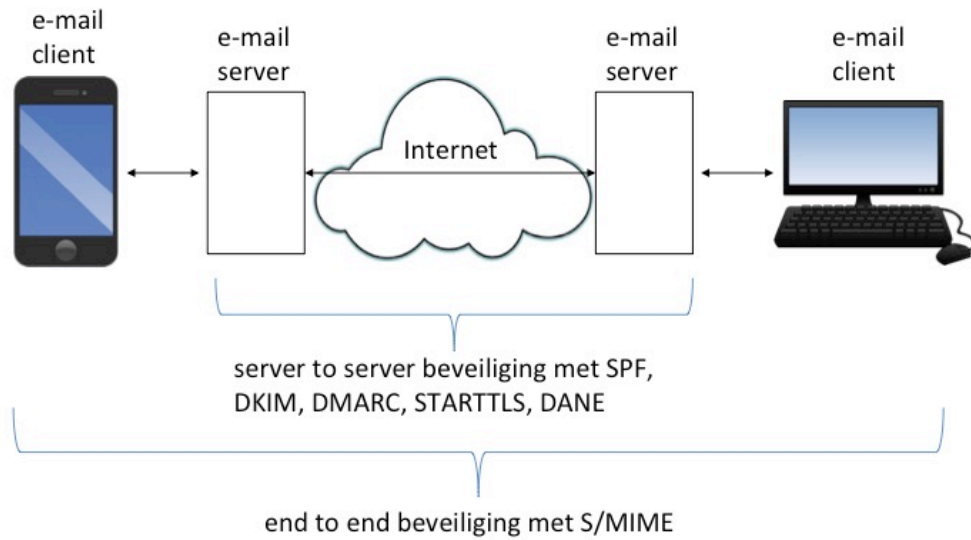 e-mail
client
e-mail
server
e-mail
server
e-mail
client
Internet
server to server beveiliging met SPF,
DKIM, DMARC, STARTTLS, DANE
end to end beveiliging met S/MIME